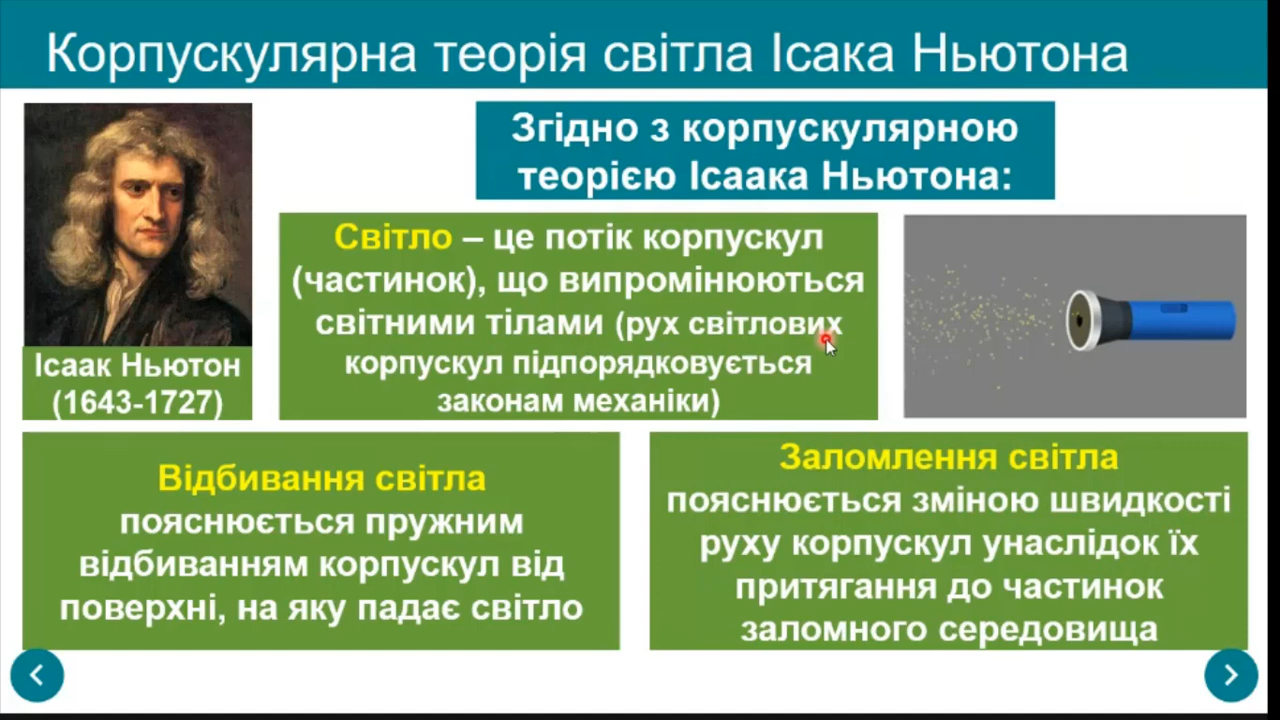 Корпускулярна теорія світла Ісака Ньютона
Згідно з корпускулярною
теорією Ісаака Ньютона:
Світло – це потік корпускул
(частинок), що випромінюються
світними тілами (рух світлових
корпускул підпорядковується
законам механіки)
Ісаак Ньютон
(1643-1727)
Відбивання світла
пояснюється пружним
відбиванням корпускул від
поверхні, на яку падає світло
Заломлення світла
пояснюється зміною швидкості
руху корпускул унаслідок їх
притягання до частинок
заломного середовища